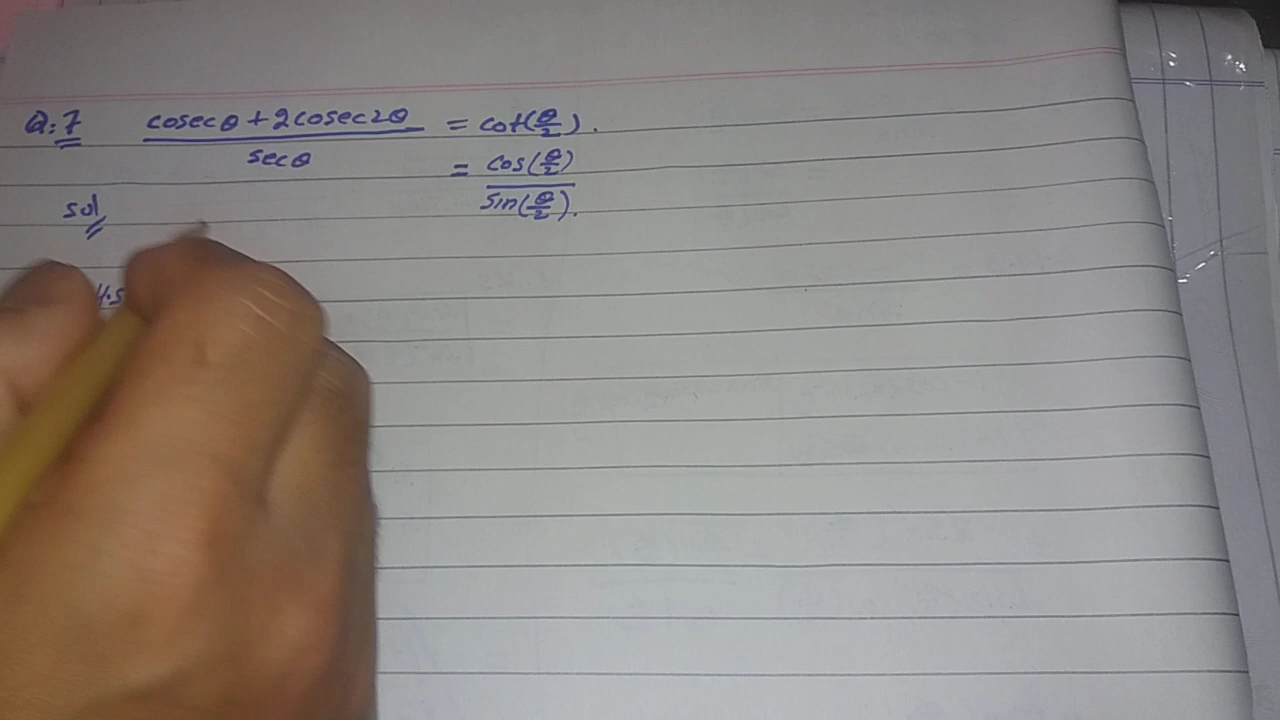 Q:7 cosecθ + 2cosec2θ / secθ = cot(θ/2).
= cos(θ/2) / sin(θ/2).
sol
H.S